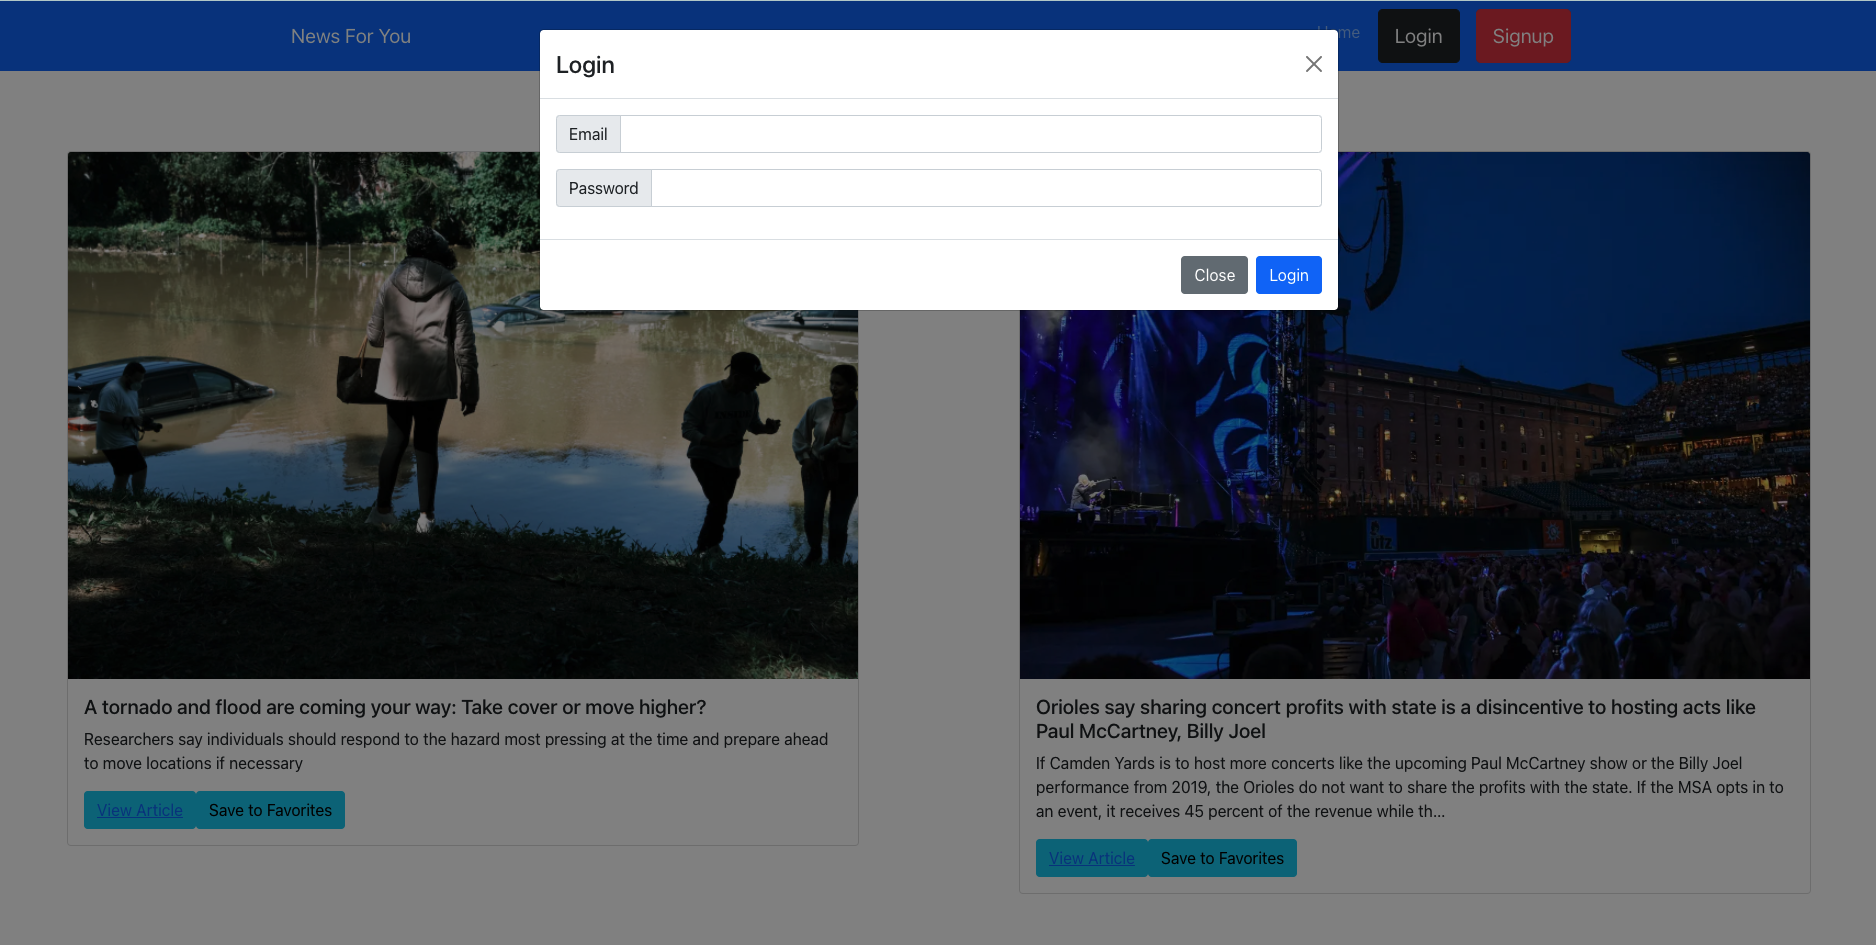 News For You
Home
Login
Signup
Login
Email
Password
Close
Login
utz
A tornado and flood are coming your way: Take cover or move higher?
Researchers say individuals should respond to the hazard most pressing at the time and prepare ahead
to move locations if necessary
View Article
Save to Favorites
Orioles say sharing concert profits with state is a disincentive to hosting acts like
Paul McCartney, Billy Joel
If Camden Yards is to host more concerts like the upcoming Paul McCartney show or the Billy Joel
performance from 2019, the Orioles do not want to share the profits with the state. If the MSA opts in to
an event, it receives 45 percent of the revenue while th...
View Article
Save to Favorites